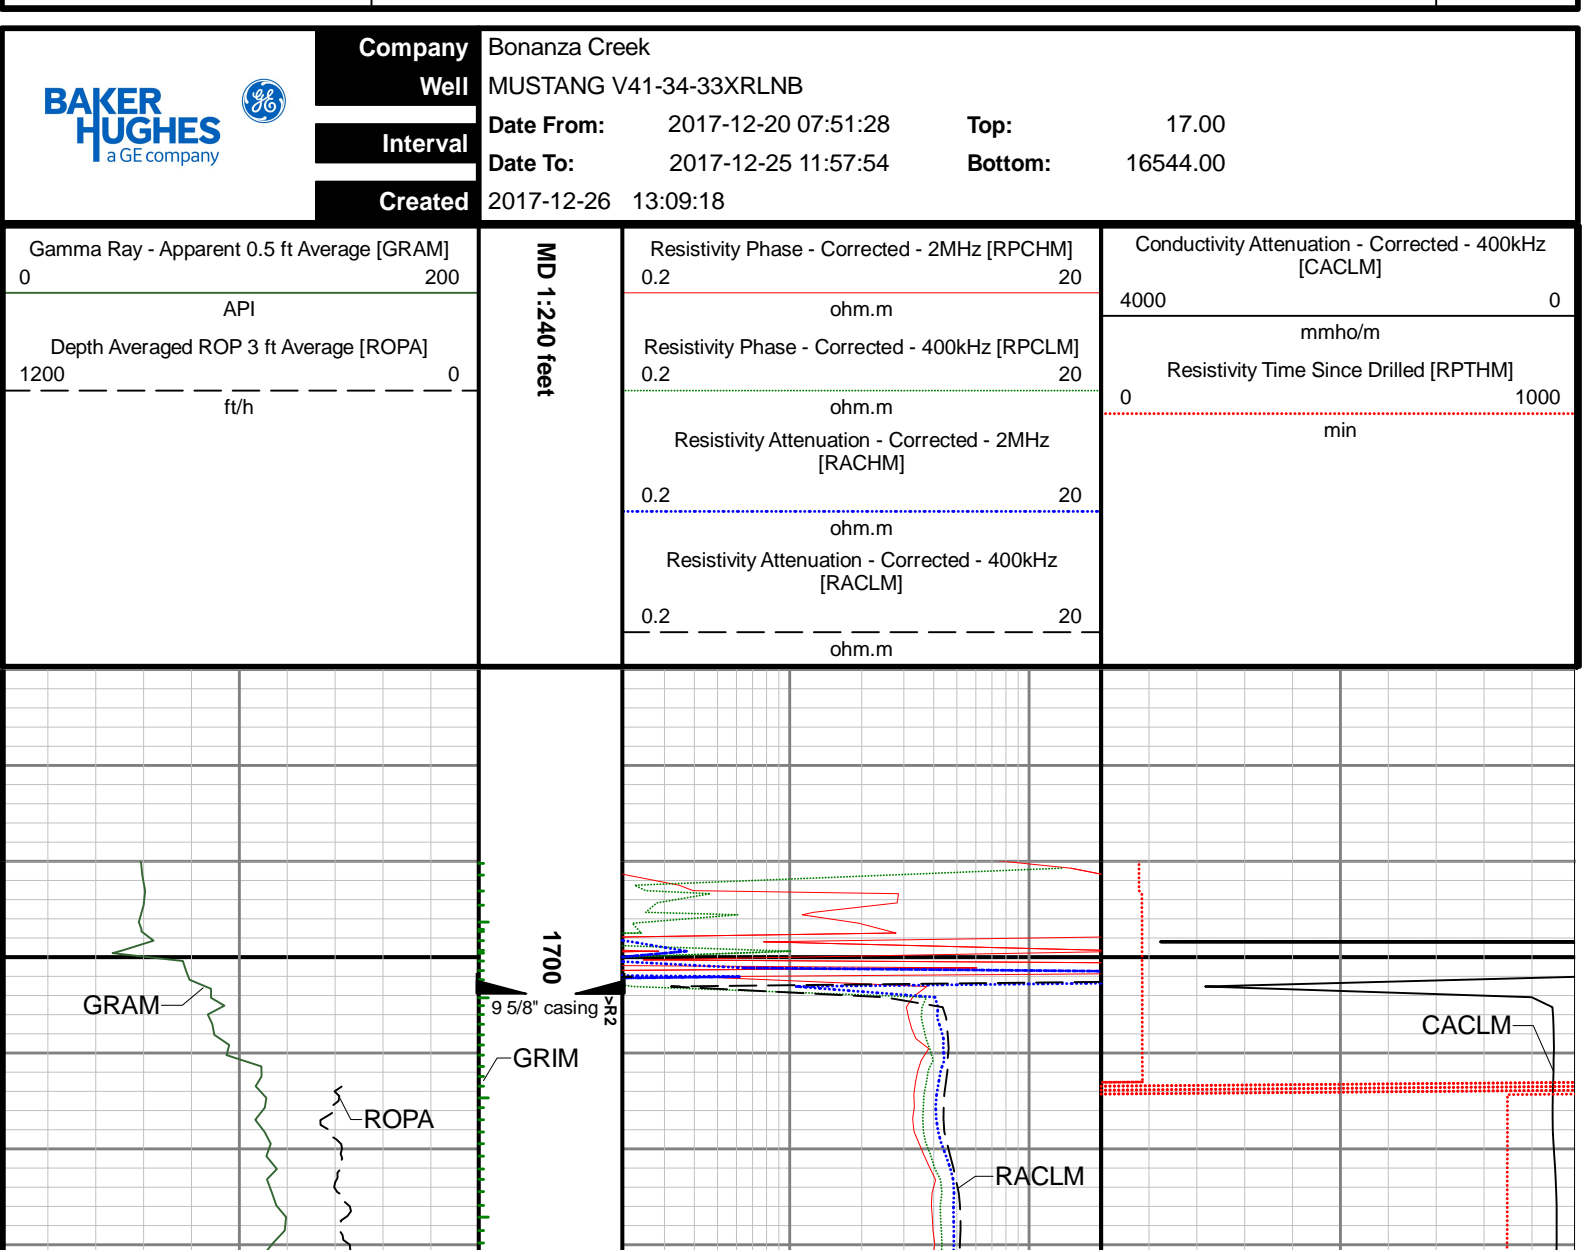 BAKER
HUGHES
a GE company
Company Bonanza Creek
Well MUSTANG V41-34-33XRLNB
Interval
Date From: 2017-12-20 07:51:28 Top: 17.00
Date To: 2017-12-25 11:57:54 Bottom: 16544.00
Created 2017-12-26 13:09:18
Gamma Ray - Apparent 0.5 ft Average [GRAM]
0 200
API
Depth Averaged ROP 3 ft Average [ROPA]
1200 0
ft/h
MD 1:240 feet
Resistivity Phase - Corrected - 2MHz [RPCHM]
0.2 20
ohm.m
Resistivity Phase - Corrected - 400kHz [RPCLM]
0.2 20
ohm.m
Resistivity Attenuation - Corrected - 2MHz
[RACHM]
0.2 20
ohm.m
Resistivity Attenuation - Corrected - 400kHz
[RACLM]
0.2 20
ohm.m
Conductivity Attenuation - Corrected - 400kHz
[CACLM]
4000 0
mmho/m
Resistivity Time Since Drilled [RPTHM]
0 1000
min
1700
GRAM
9 5/8" casing
>R2
CACLM
GRIM
ROPA
RACLM